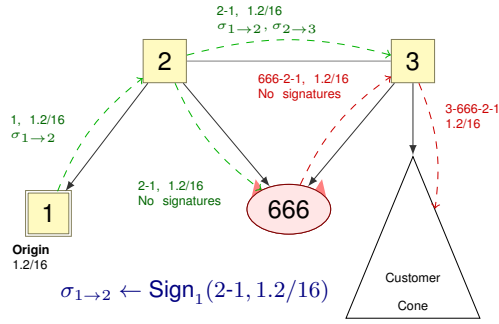 2-1, 1.2/16
σ1→2, σ2→3
2
3
666-2-1, 1.2/16
No signatures
1, 1.2/16
σ1→2
3-666-2-1
1.2/16
2-1, 1.2/16
No signatures
1
666
Origin
1.2/16
σ1→2 ← Sign1(2-1, 1.2/16)
Customer
Cone